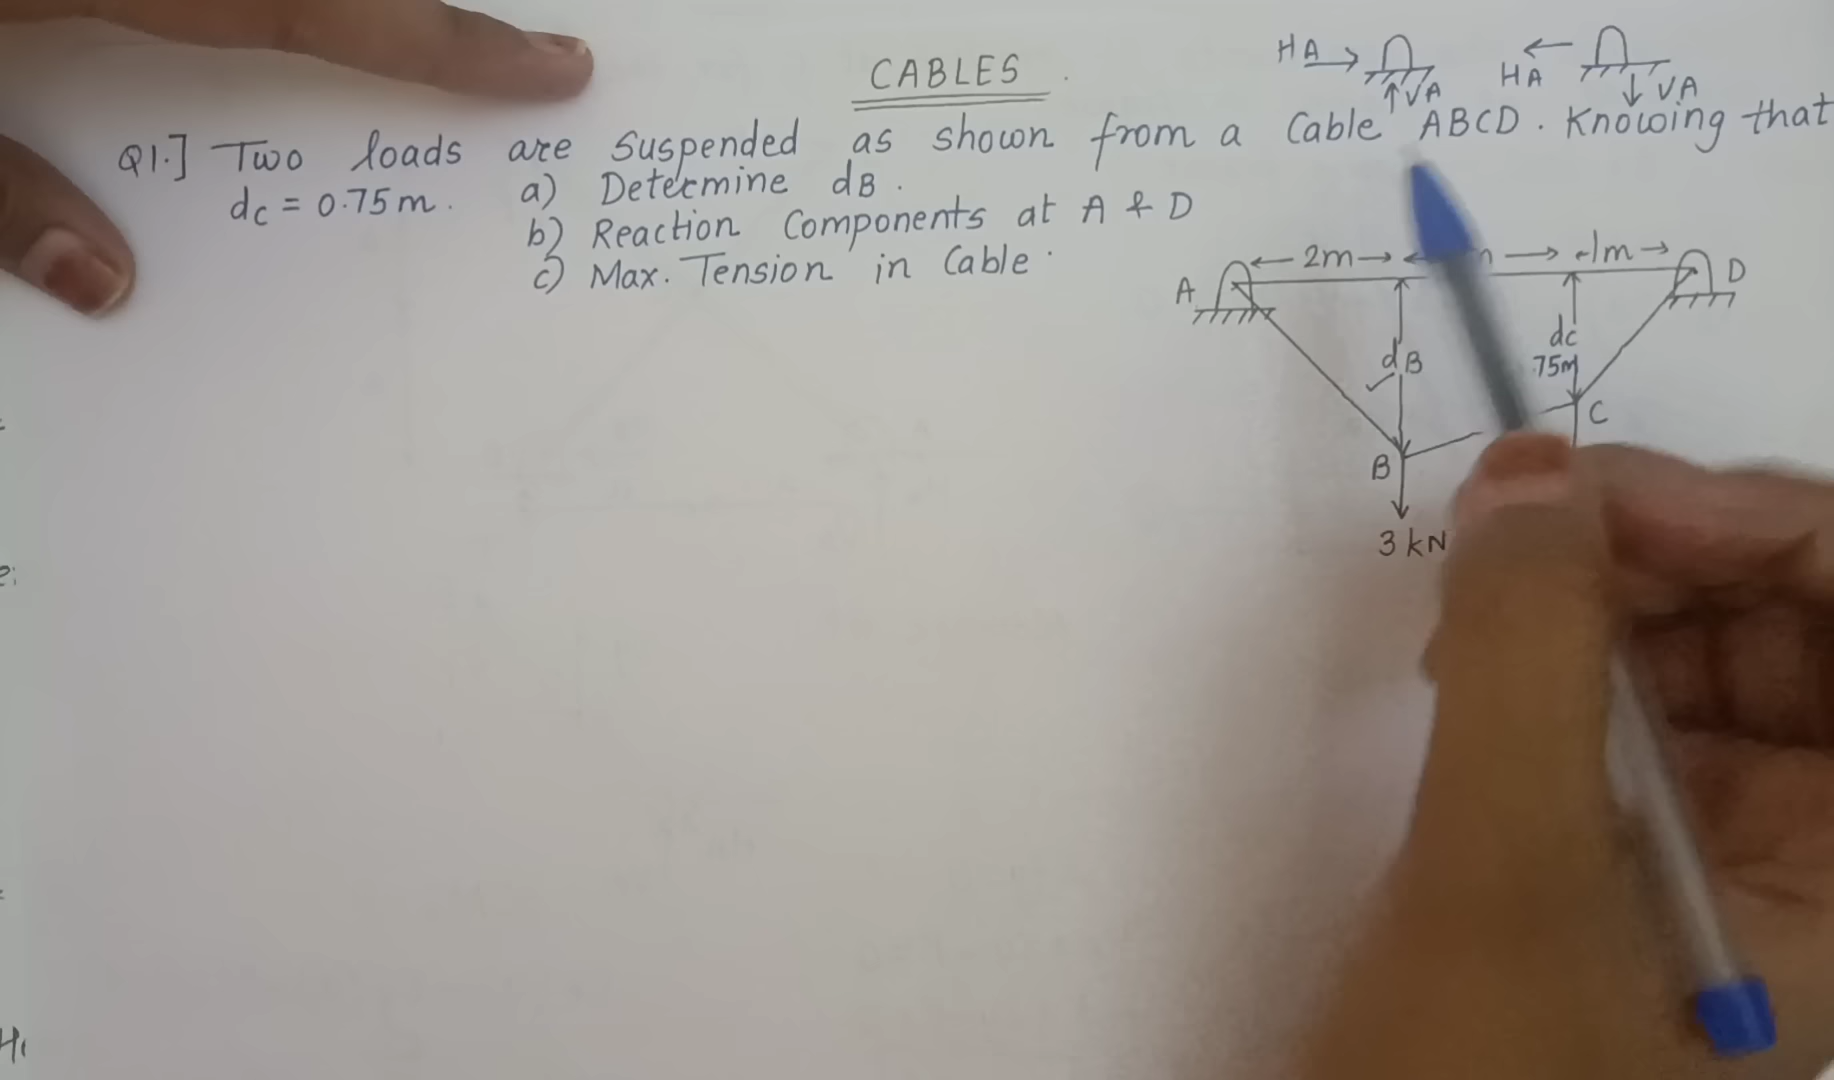 CABLES
HA VA HA VA
Q1.] Two loads are suspended as shown from a Cable ABCD. Knowing that
dc = 0.75m. a) Determine dB.
b) Reaction Components at A & D
c) Max. Tension in Cable.
A 2m 1m D
dB dc
.75m
B C
3 kN